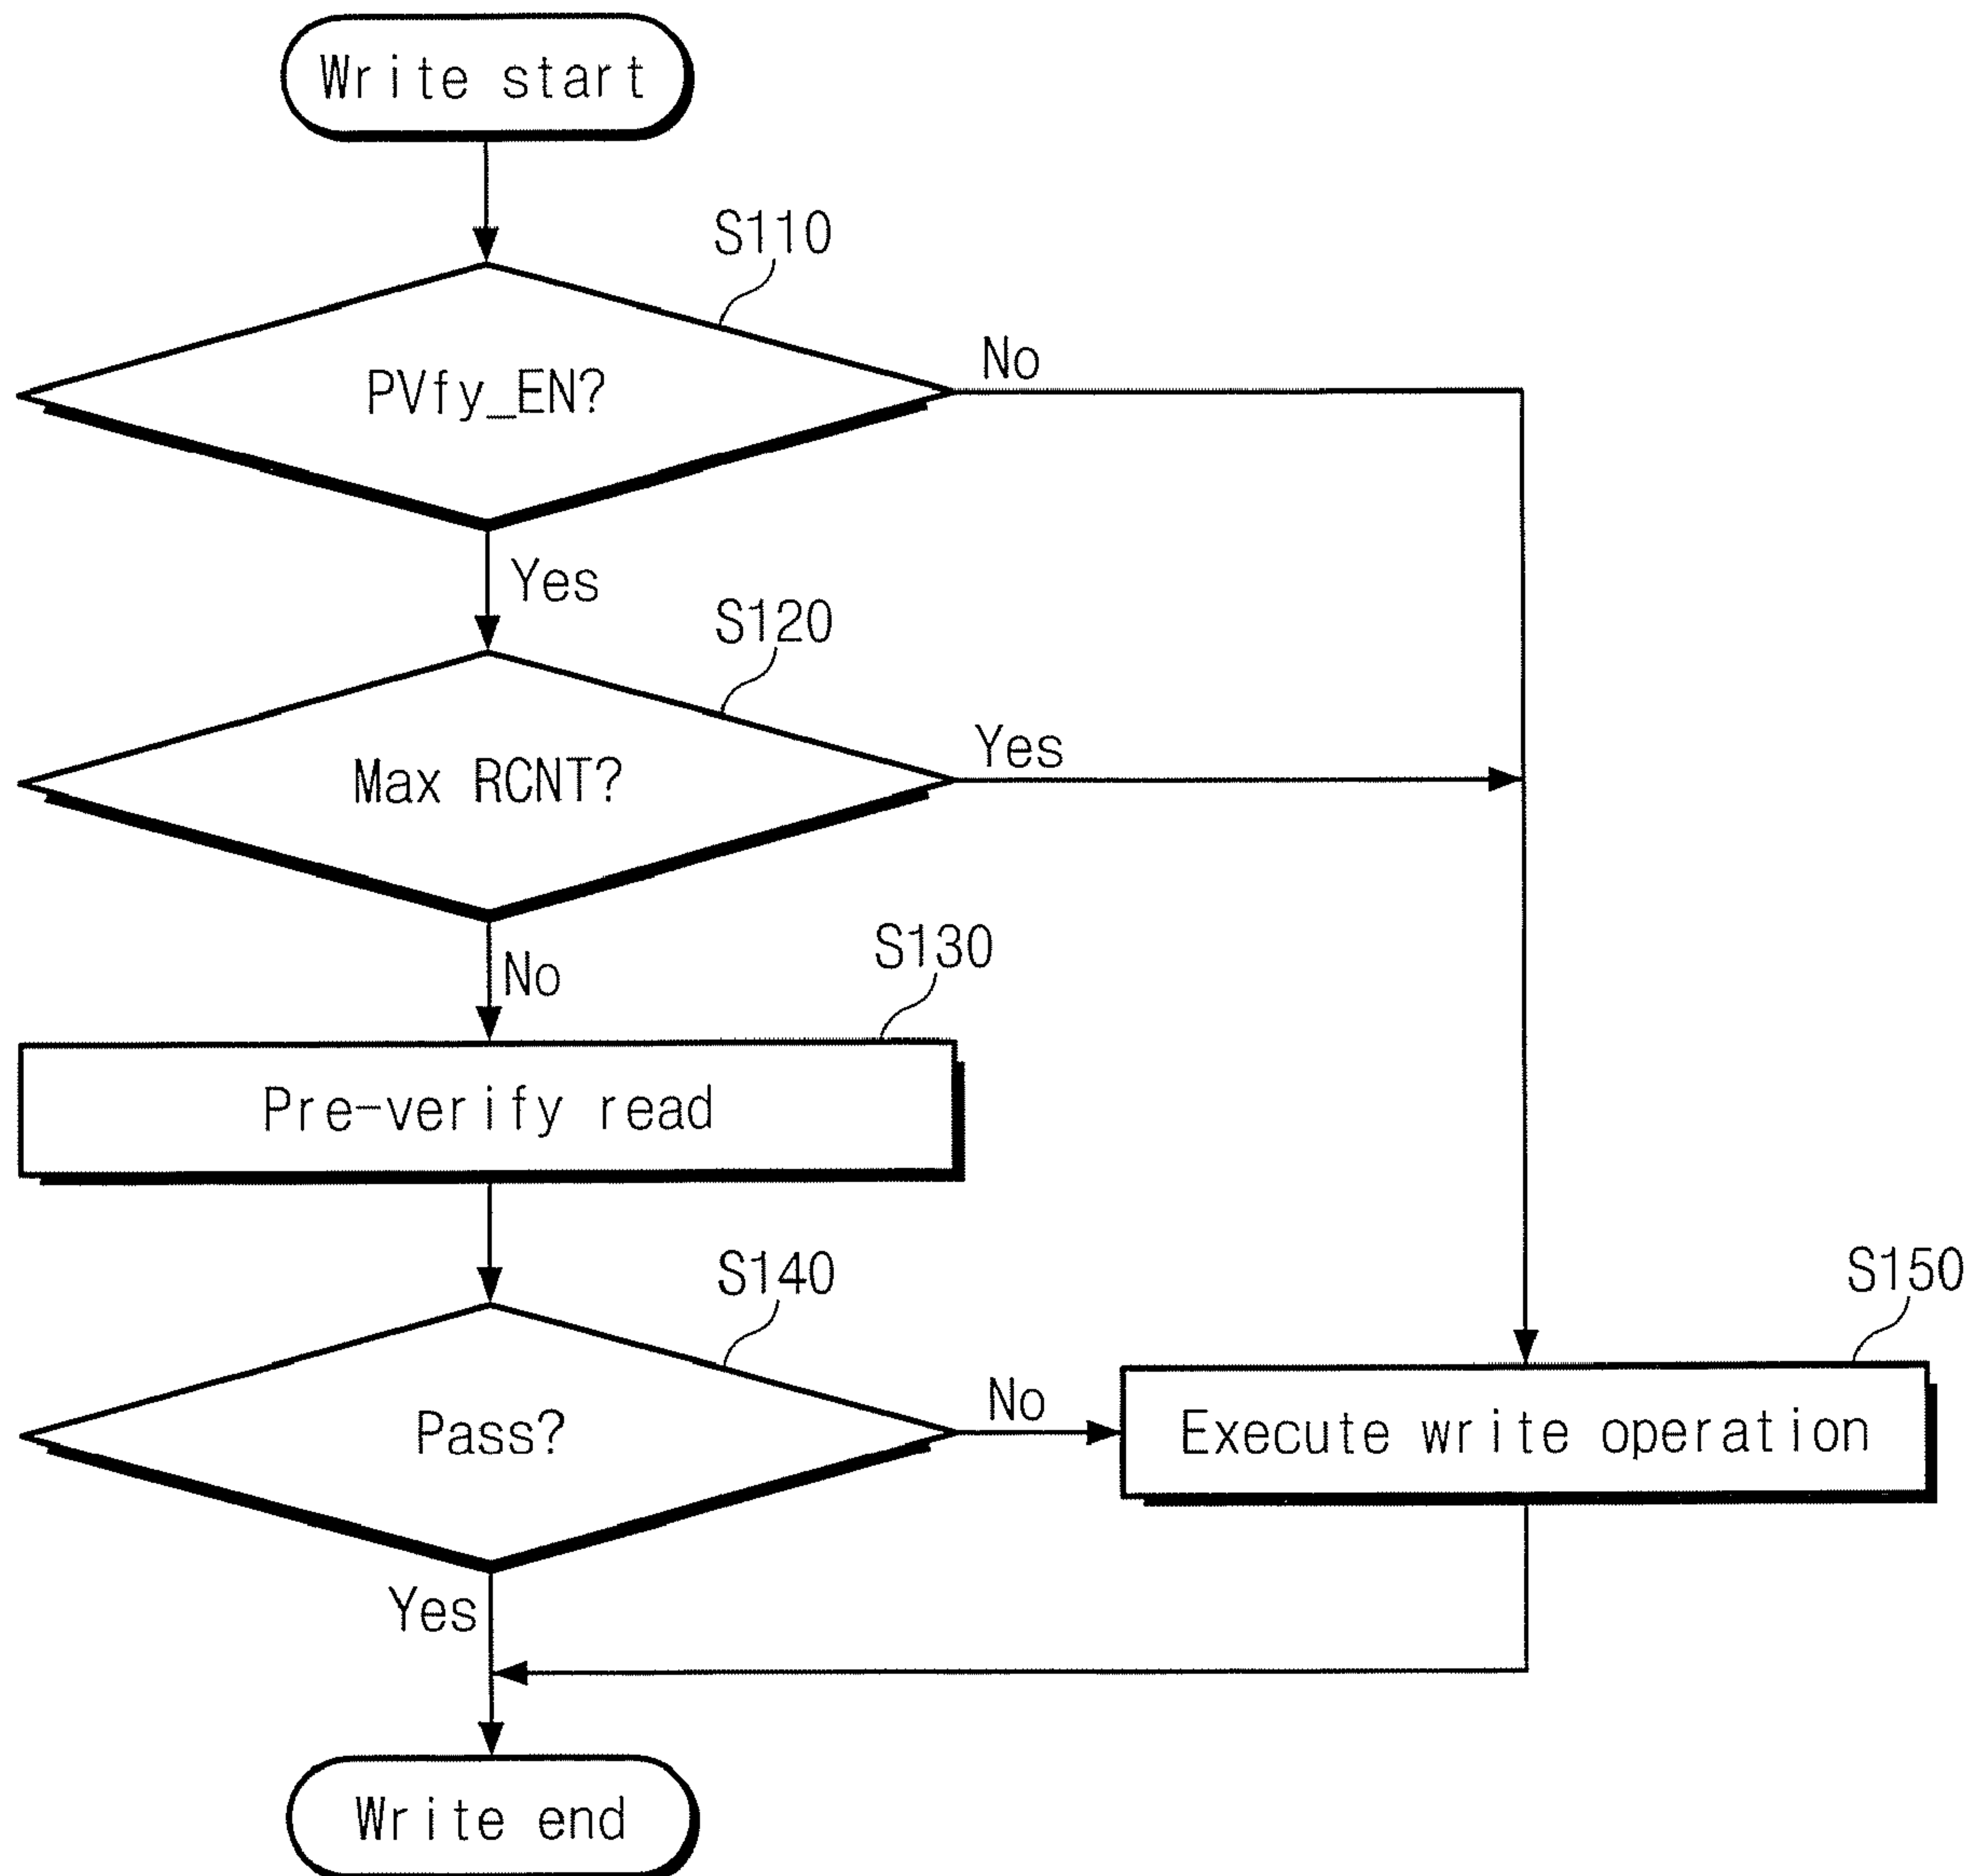 Write start
S110
PVfy_EN?
No
Yes
S120
Max RCNT?
Yes
No
S130
Pre-verify read
S140
Pass?
No
S150
Execute write operation
Yes
Write end